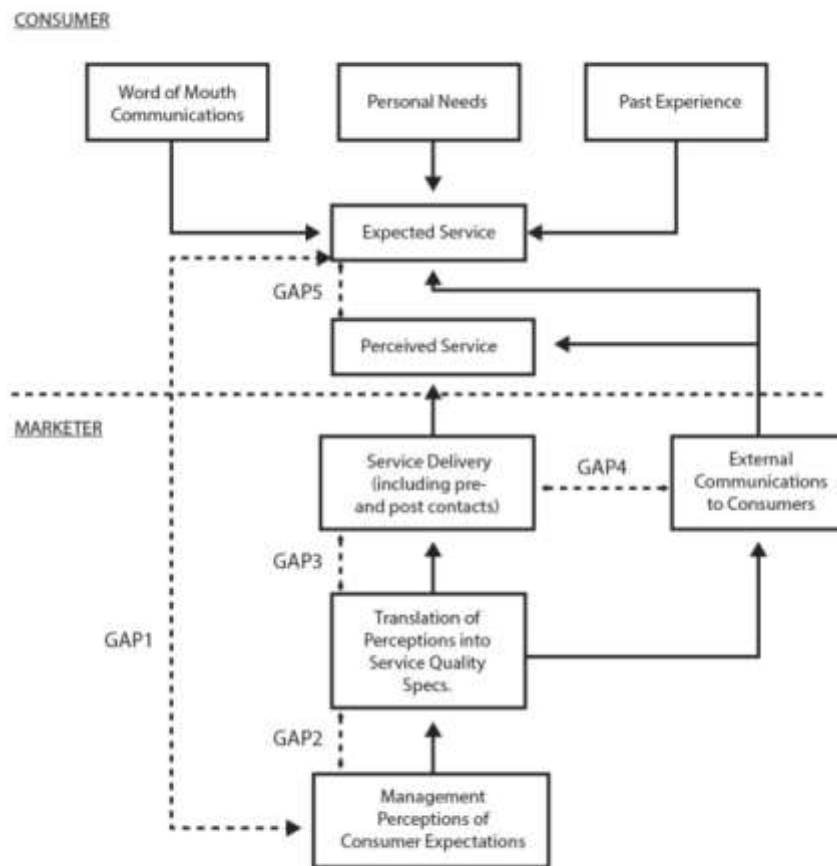 CONSUMER
Word of Mouth
Communications
Personal Needs
Past Experience
Expected Service
GAP5
Perceived Service
MARKETER
Service Delivery
(including pre-
and post contacts)
GAP4
External
Communications
to Consumers
GAP3
Translation of
Perceptions into
Service Quality
Specs.
GAP1
GAP2
Management
Perceptions of
Consumer Expectations